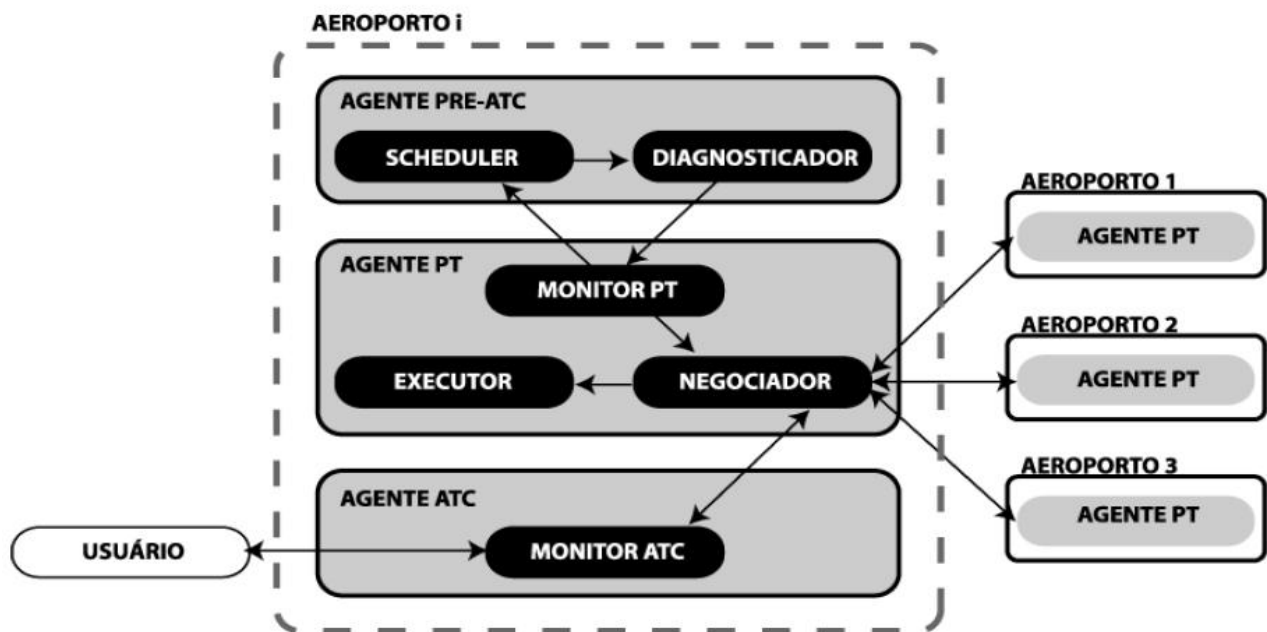 AEROPORTO i
AGENTE PRE-ATC
SCHEDULER
DIAGNOSTICADOR
AGENTE PT
MONITOR PT
EXECUTOR
NEGOCIADOR
AGENTE ATC
MONITOR ATC
USUÁRIO
AEROPORTO 1
AGENTE PT
AEROPORTO 2
AGENTE PT
AEROPORTO 3
AGENTE PT